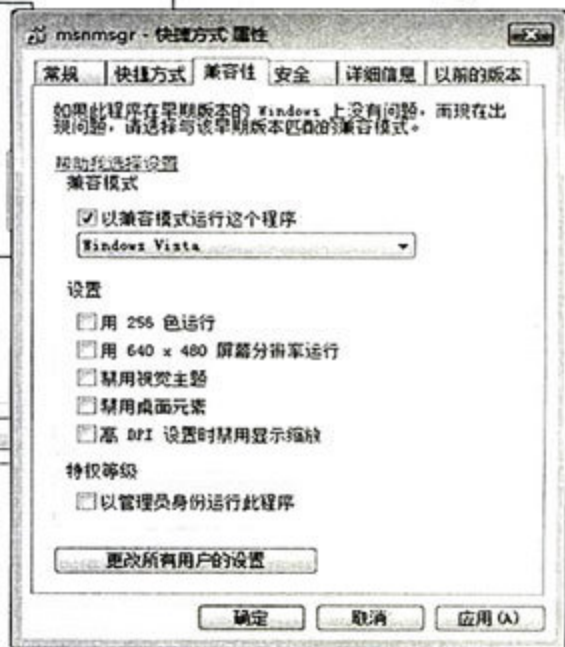 msnmsgr - 快捷方式 属性
常规 快捷方式 兼容性 安全 详细信息 以前的版本
如果此程序在早期版本的 Windows 上没有问题，而现在出
现问题，请选择与该早期版本匹配的兼容模式。
帮助我选择设置
兼容模式
以兼容模式运行这个程序
Windows Vista
设置
用 256 色运行
用 640 x 480 屏幕分辨率运行
禁用视觉主题
禁用桌面元素
高 DPI 设置时禁用显示缩放
特权等级
以管理员身份运行此程序
更改所有用户的设置
确定 取消 应用(A)